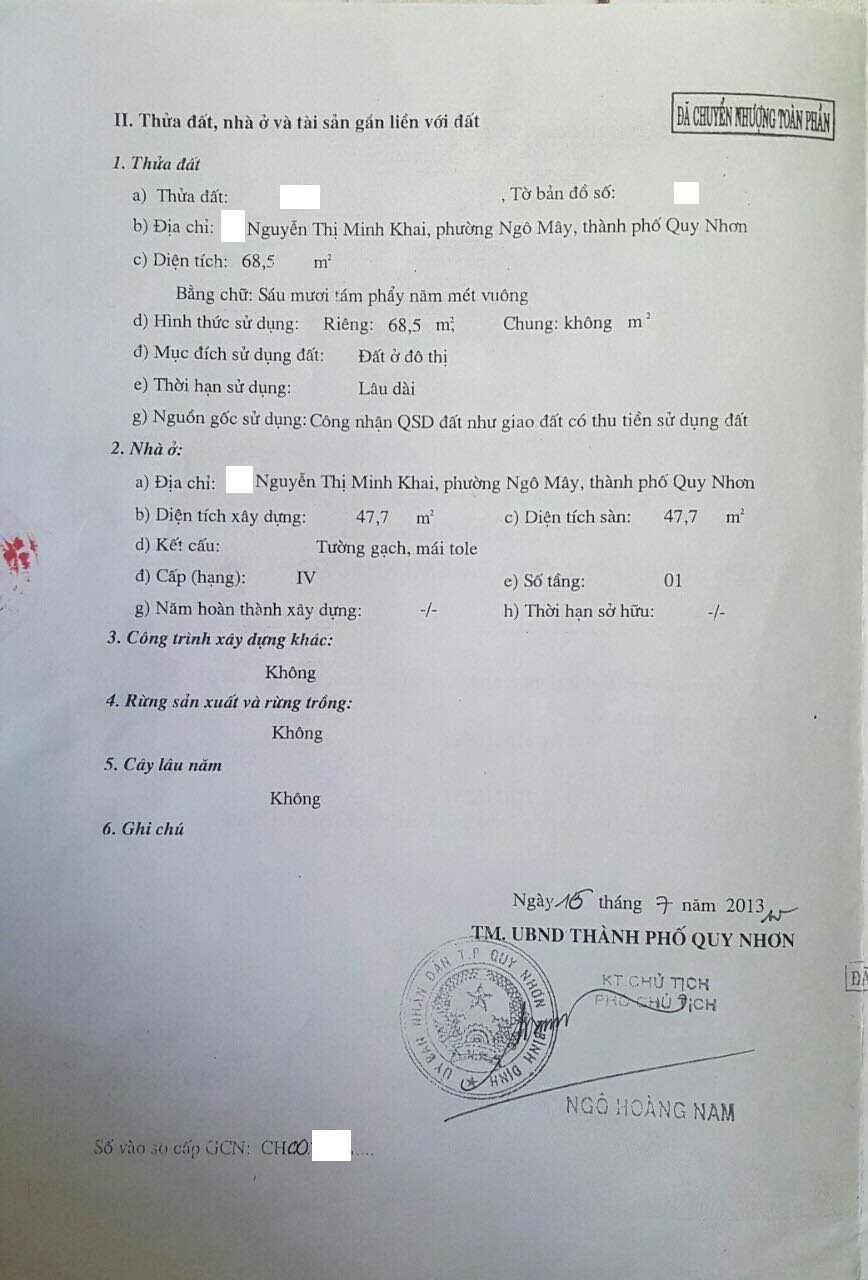 II. Thửa đất, nhà ở và tài sản gắn liền với đất
ĐÃ CHUYỂN NHƯỢNG TOÀN PHẦN
1. Thửa đất
a) Thửa đất: , Tờ bản đồ số:
b) Địa chỉ: Nguyễn Thị Minh Khai, phường Ngô Mây, thành phố Quy Nhơn
c) Diện tích: 68,5 m²
Bằng chữ: Sáu mươi tám phẩy năm mét vuông
d) Hình thức sử dụng: Riêng: 68,5 m²; Chung: không m²
đ) Mục đích sử dụng đất: Đất ở đô thị
e) Thời hạn sử dụng: Lâu dài
g) Nguồn gốc sử dụng: Công nhận QSD đất như giao đất có thu tiền sử dụng đất
2. Nhà ở:
a) Địa chỉ: Nguyễn Thị Minh Khai, phường Ngô Mây, thành phố Quy Nhơn
b) Diện tích xây dựng: 47,7 m² c) Diện tích sàn: 47,7 m²
d) Kết cấu: Tường gạch, mái tole
đ) Cấp (hạng): IV e) Số tầng: 01
g) Năm hoàn thành xây dựng: -/- h) Thời hạn sở hữu: -/-
3. Công trình xây dựng khác:
Không
4. Rừng sản xuất và rừng trồng:
Không
5. Cây lâu năm
Không
6. Ghi chú
Ngày 16 tháng 7 năm 2013
TM. UBND THÀNH PHỐ QUY NHƠN
KT.CHỦ TỊCH
PHÓ CHỦ TỊCH
ỦY BAN NHÂN DÂN T.P QUY NHƠN
BÌNH ĐỊNH
ĐÃ
NGÔ HOÀNG NAM
Số vào sổ cấp GCN: CH00.....